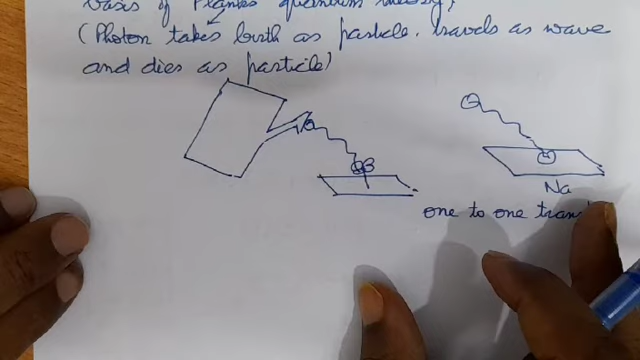 basis of Planks quantum theory,
(Photon takes birth as particle. travels as wave
and dies as particle)
Na
one to one